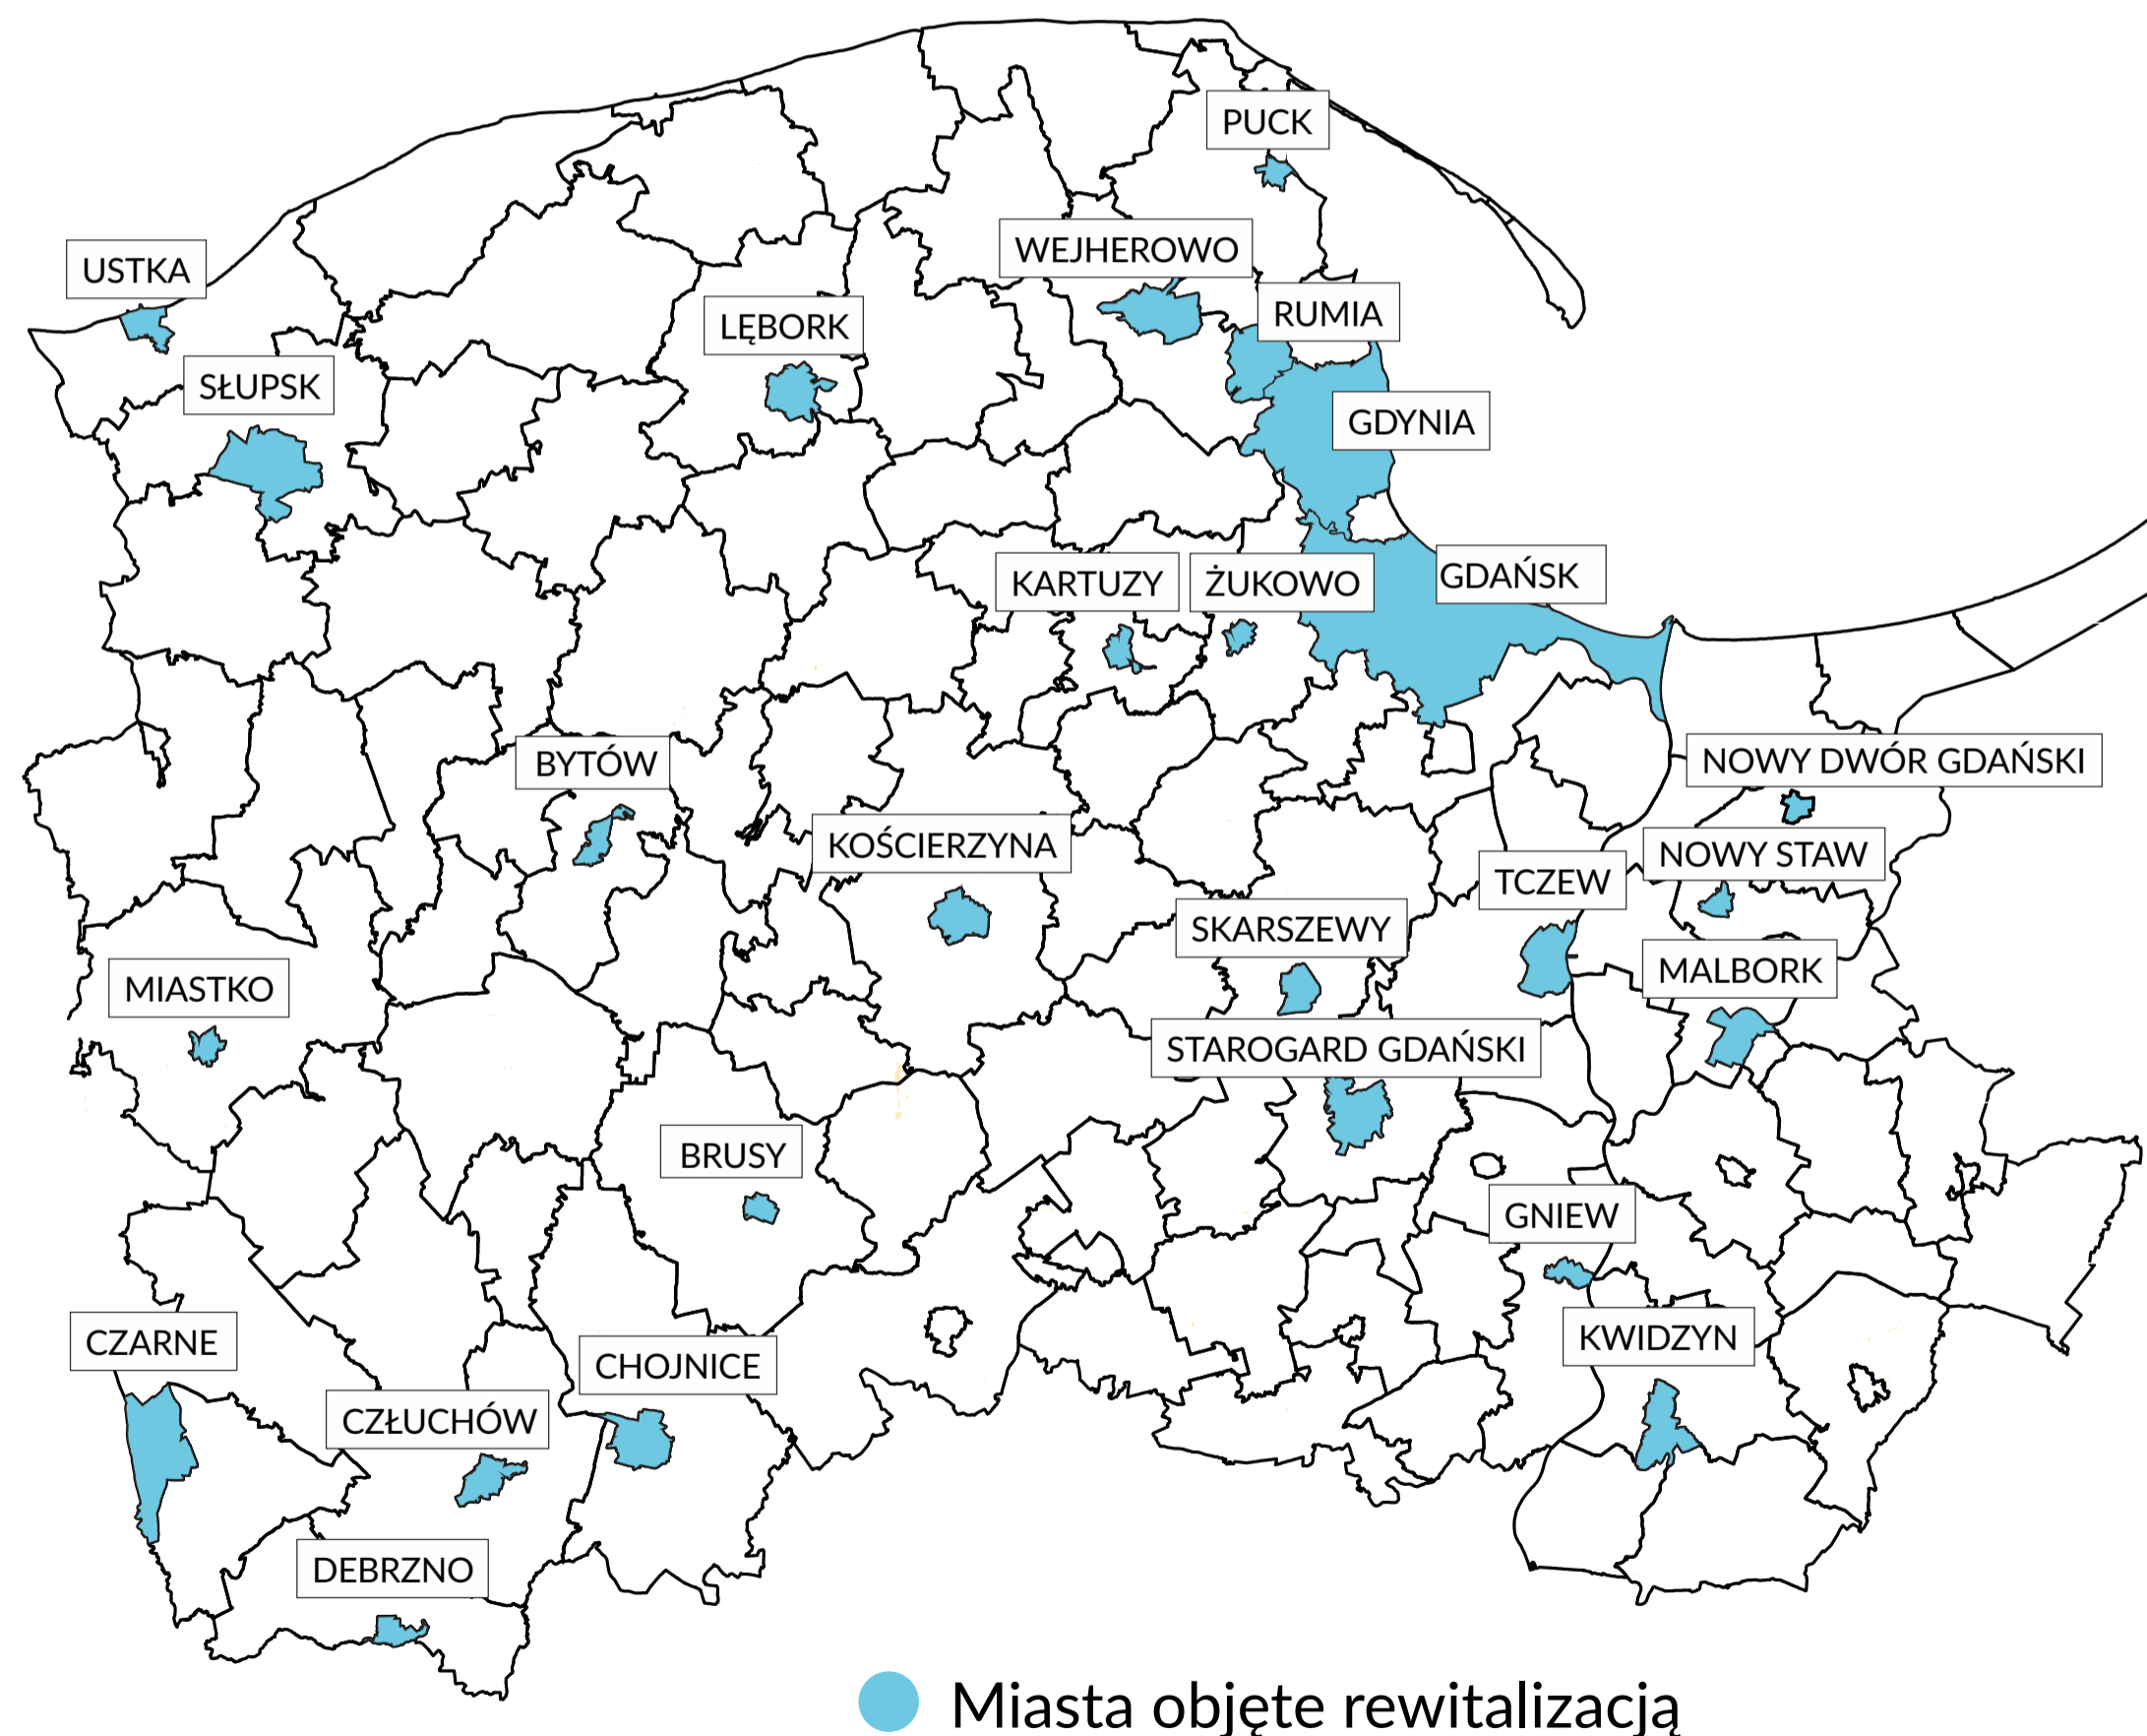 PUCK
WEJHEROWO
USTKA
RUMIA
LĘBORK
SŁUPSK
GDYNIA
GDAŃSK
KARTUZY
ŻUKOWO
NOWY DWÓR GDAŃSKI
BYTÓW
KOŚCIERZYNA
NOWY STAW
TCZEW
SKARSZEWY
MALBORK
MIASTKO
STAROGARD GDAŃSKI
BRUSY
GNIEW
KWIDZYN
CZARNE
CHOJNICE
CZŁUCHÓW
DEBRZNO
Miasta objęte rewitalizacją